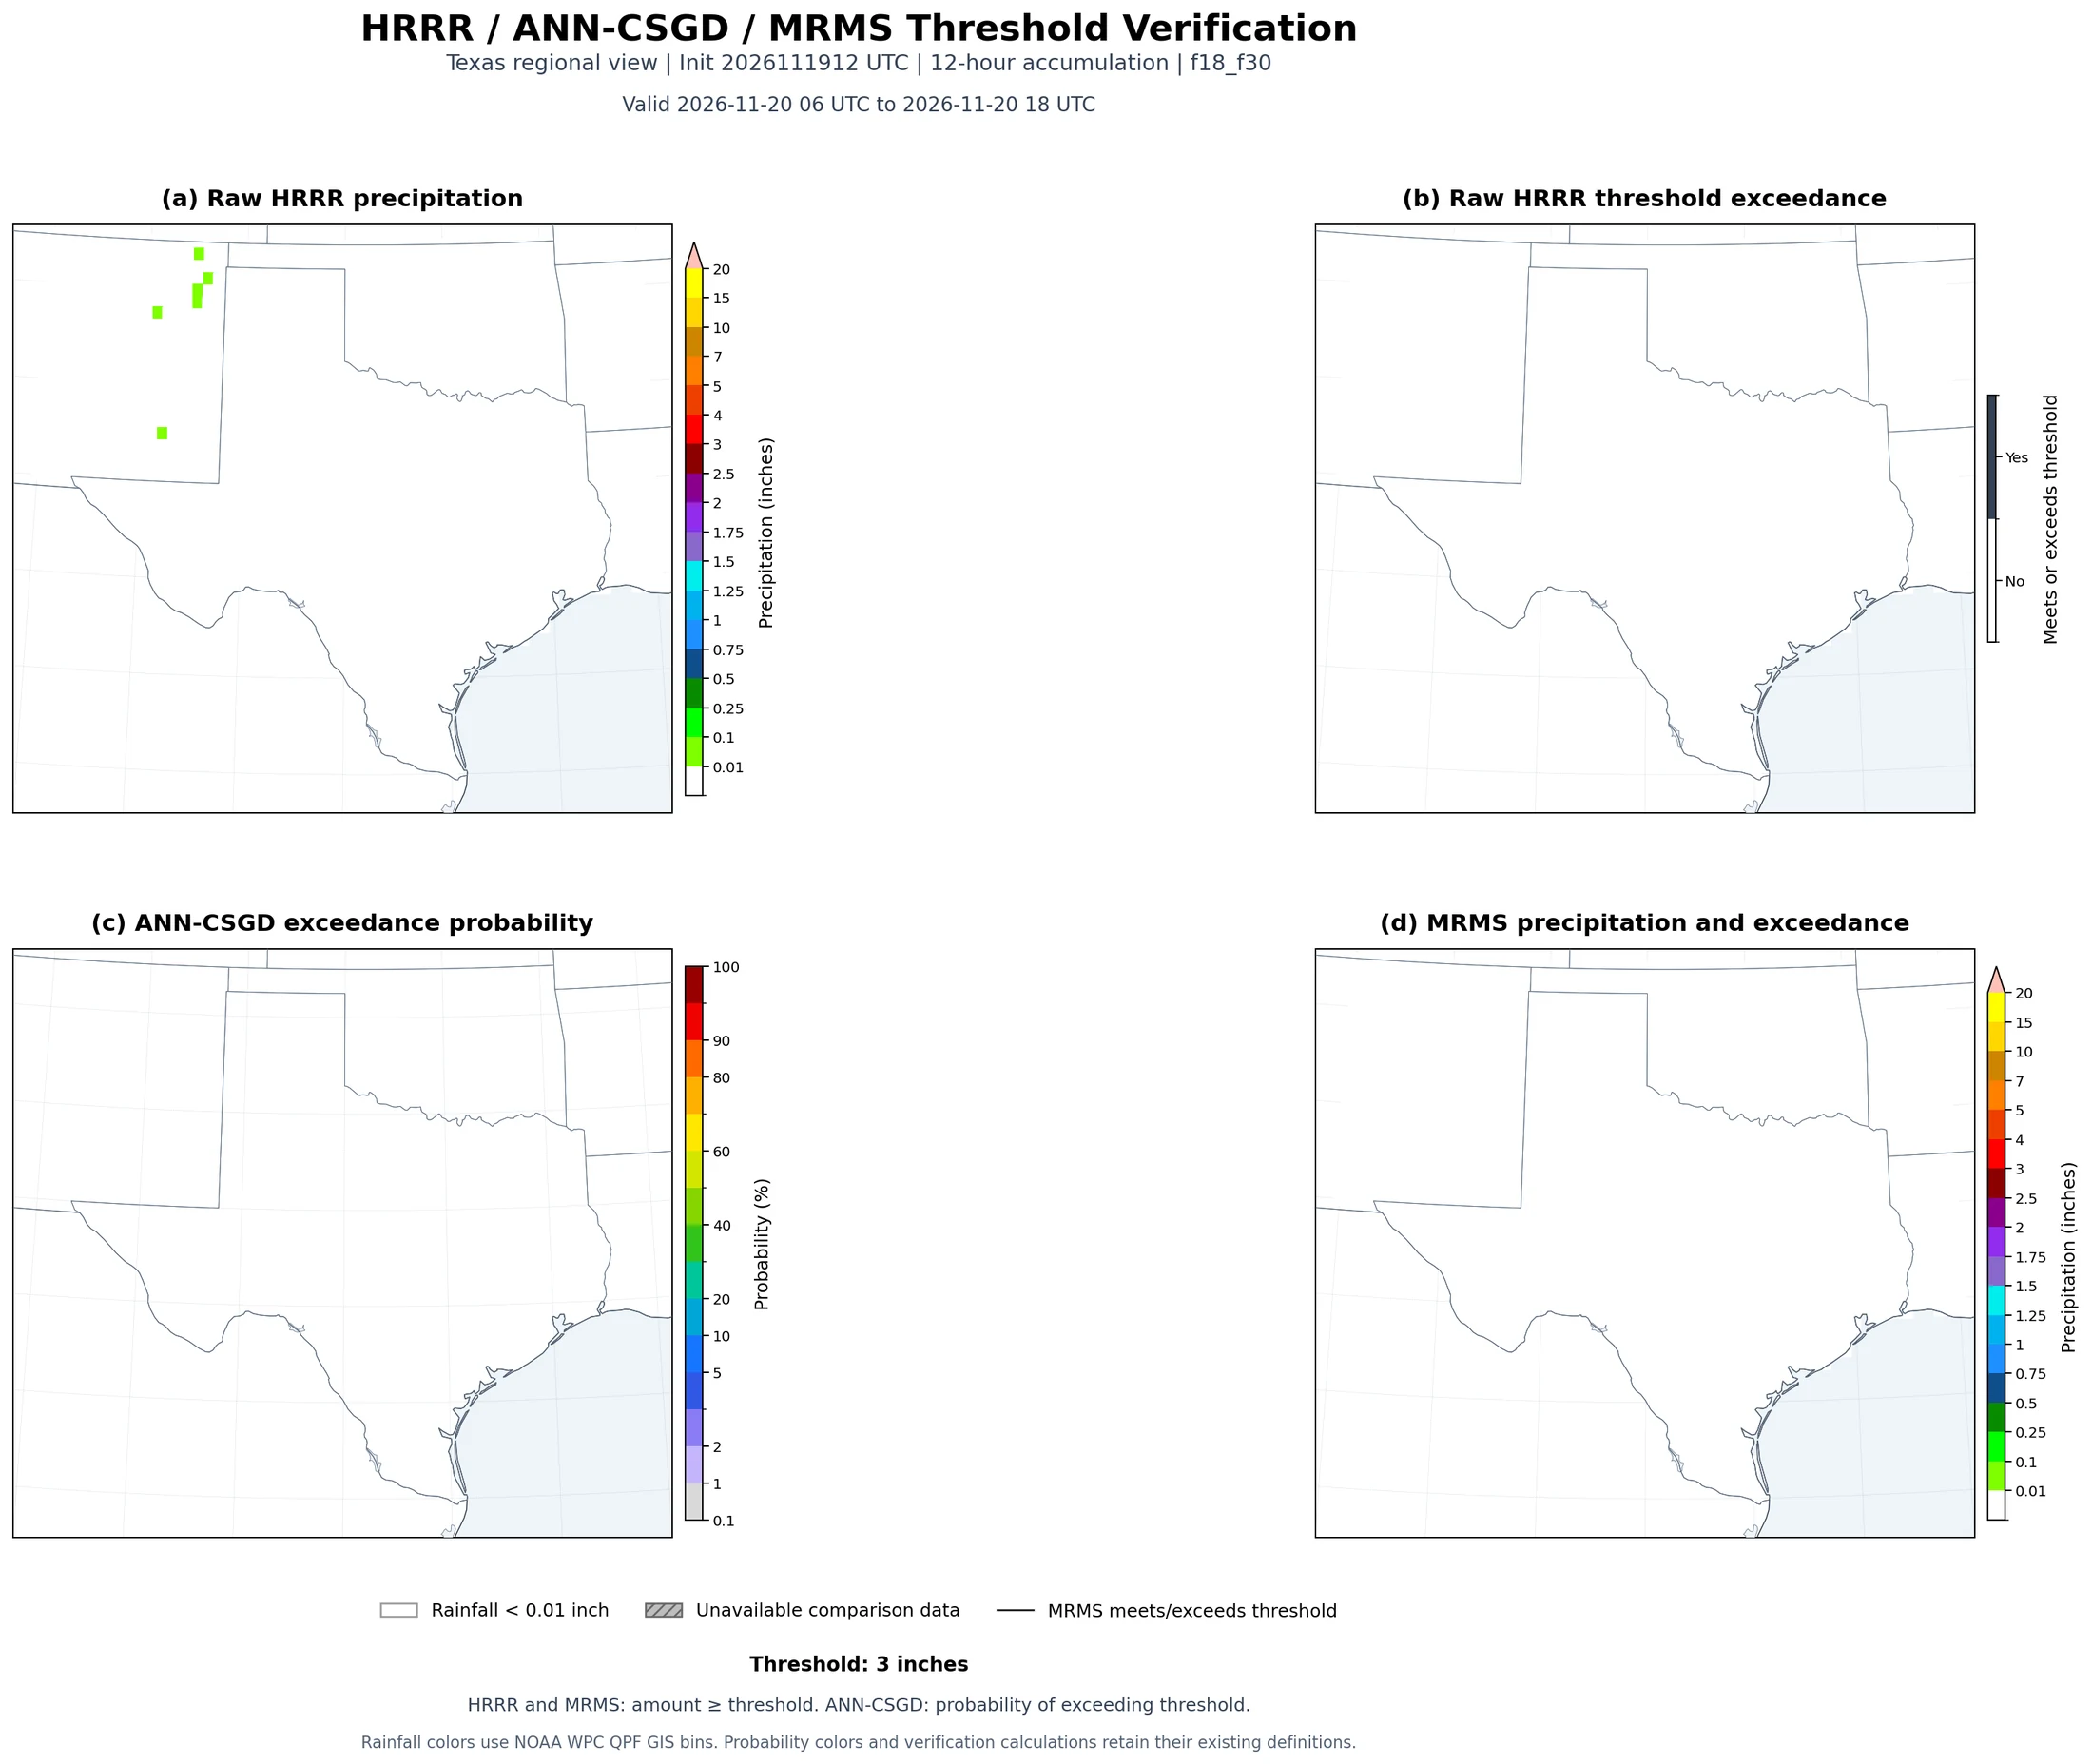 HRRR / ANN-CSGD / MRMS Threshold Verification
Texas regional view | Init 2026111912 UTC | 12-hour accumulation | f18_f30
Valid 2026-11-20 06 UTC to 2026-11-20 18 UTC
(a) Raw HRRR precipitation
20
15
10
7
5
4
3
2.5
2
1.75
1.5
1.25
1
0.75
0.5
0.25
0.1
0.01
Precipitation (inches)
(b) Raw HRRR threshold exceedance
Yes
No
Meets or exceeds threshold
(c) ANN-CSGD exceedance probability
100
90
80
60
40
20
10
5
2
1
0.1
Probability (%)
(d) MRMS precipitation and exceedance
20
15
10
7
5
4
3
2.5
2
1.75
1.5
1.25
1
0.75
0.5
0.25
0.1
0.01
Precipitation (inches)
Rainfall < 0.01 inch
Unavailable comparison data
MRMS meets/exceeds threshold
Threshold: 3 inches
HRRR and MRMS: amount ≥ threshold. ANN-CSGD: probability of exceeding threshold.
Rainfall colors use NOAA WPC QPF GIS bins. Probability colors and verification calculations retain their existing definitions.